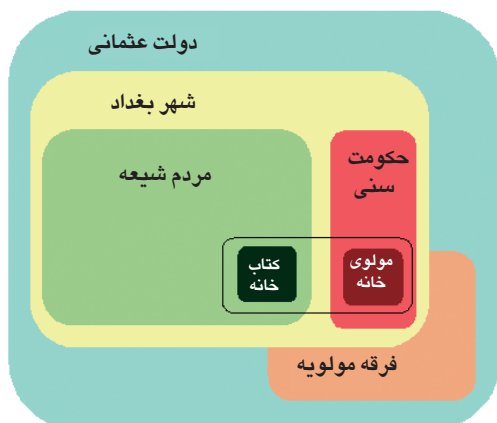 دولت عثمانی
شهر بغداد
حکومت
سنی
مردم شیعه
مولوی
خانه
کتاب
خانه
فرقه مولویه